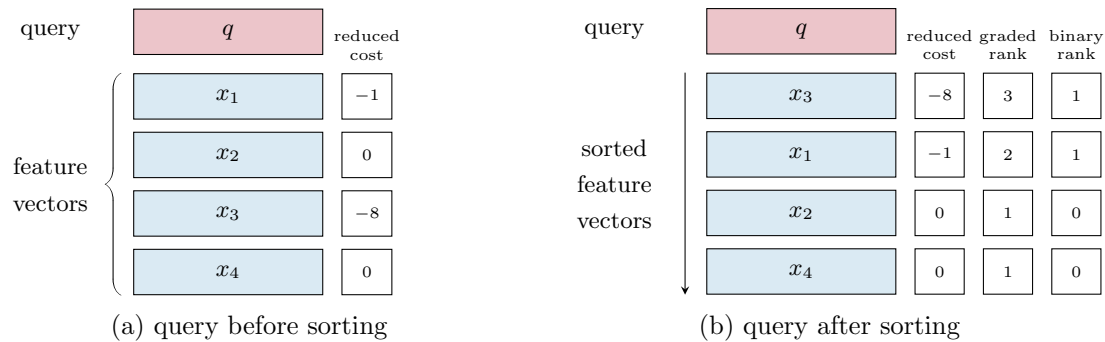 query
q
reduced
cost
x1
−1
x2
0
feature
vectors
x3
−8
x4
0
(a) query before sorting
query
q
reduced
cost
graded
rank
binary
rank
x3
−8
3
1
sorted
feature
vectors
x1
−1
2
1
x2
0
1
0
x4
0
1
0
(b) query after sorting